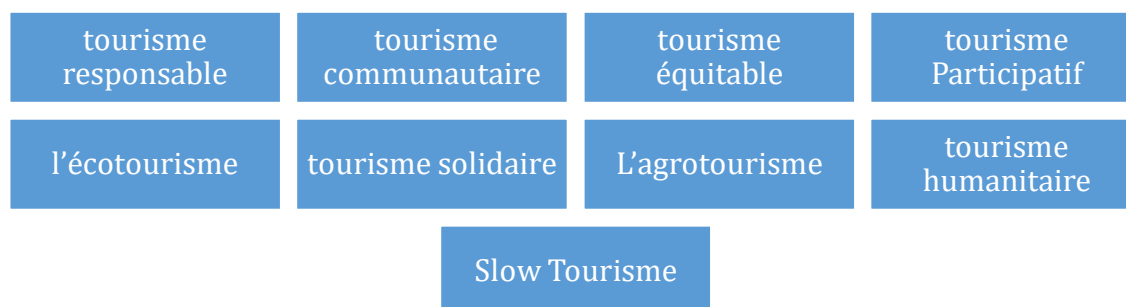 tourisme
responsable
tourisme
communautaire
tourisme
équitable
tourisme
Participatif
l’écotourisme
tourisme solidaire
L’agrotourisme
tourisme
humanitaire
Slow Tourisme